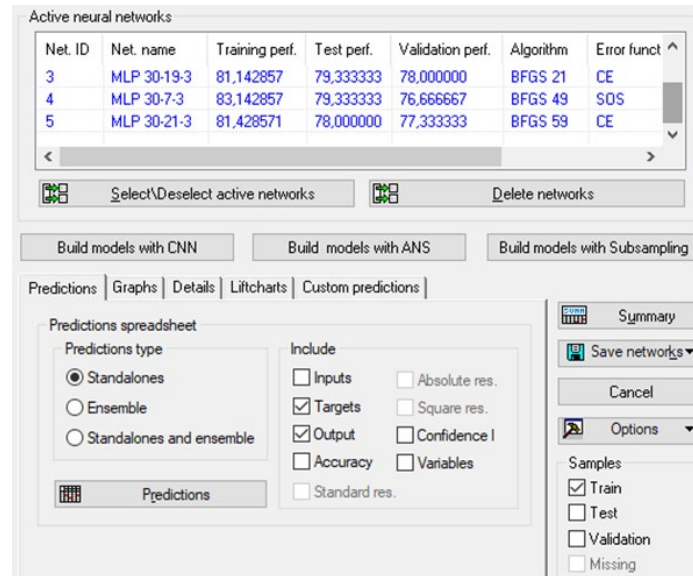 Active neural networks
Net. ID Net. name Training perf. Test perf. Validation perf. Algorithm Error funct
3 MLP 30-19-3 81,142857 79,333333 78,000000 BFGS 21 CE
4 MLP 30-7-3 83,142857 79,333333 76,666667 BFGS 49 SOS
5 MLP 30-21-3 81,428571 78,000000 77,333333 BFGS 59 CE
Select\Deselect active networks Delete networks
Build models with CNN Build models with ANS Build models with Subsampling
Predictions Graphs Details Liftcharts Custom predictions
Summary
Save networks
Cancel
Options
Predictions spreadsheet
Predictions type
Standalones
Ensemble
Standalones and ensemble
Predictions
Include
Inputs Absolute res.
Targets Square res.
Output Confidence l
Accuracy Variables
Standard res.
Samples
Train
Test
Validation
Missing